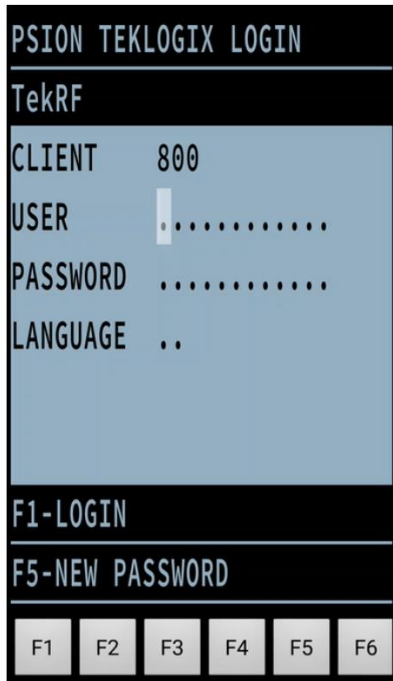 PSION TEKLOGIX LOGIN
TekRF
CLIENT 800
USER ............
PASSWORD ............
LANGUAGE ..
F1-LOGIN
F5-NEW PASSWORD
F1 F2 F3 F4 F5 F6